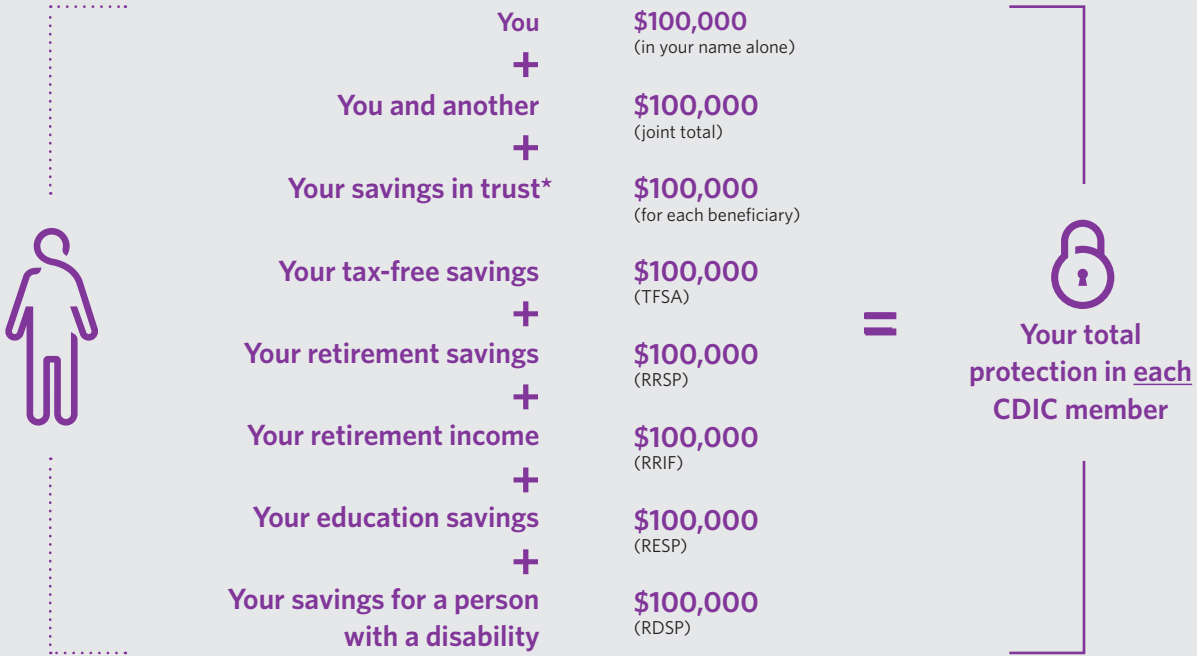 You
$100,000
(in your name alone)
+
You and another
$100,000
(joint total)
+
Your savings in trust*
$100,000
(for each beneficiary)
Your tax-free savings
$100,000
(TFSA)
+
Your retirement savings
$100,000
(RRSP)
+
Your retirement income
$100,000
(RRIF)
+
Your education savings
$100,000
(RESP)
+
Your savings for a person
with a disability
$100,000
(RDSP)
=
Your total
protection in each
CDIC member